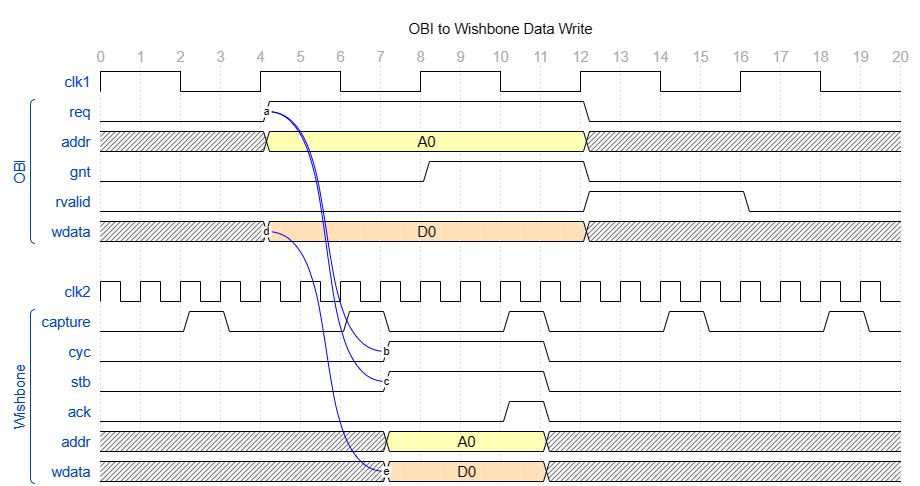 OBI to Wishbone Data Write
0 1 2 3 4 5 6 7 8 9 10 11 12 13 14 15 16 17 18 19 20
clk1
OBI
req a
addr A0
gnt
rvalid
wdata d D0
clk2
Wishbone
capture
cyc b
stb c
ack
addr A0
wdata e D0